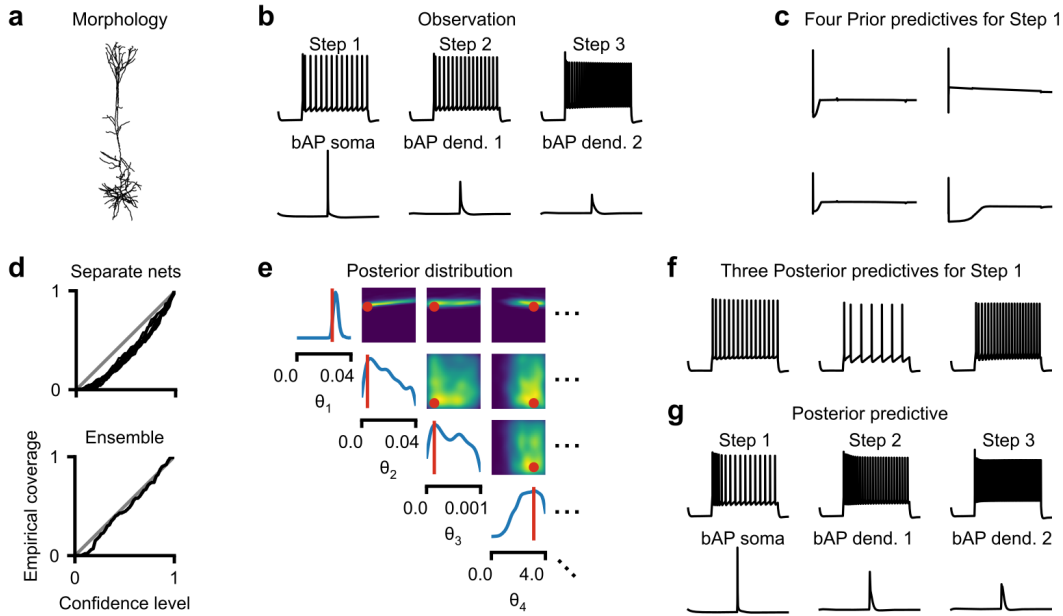 a
Morphology
b
Observation
Step 1
Step 2
Step 3
bAP soma
bAP dend. 1
bAP dend. 2
c
Four Prior predictives for Step 1
d
Separate nets
1
0
Ensemble
1
0
0
1
Empirical coverage
Confidence level
e
Posterior distribution
...
0.0
0.04
θ1
...
0.0
0.04
θ2
...
0.0
0.001
θ3
...
0.0
4.0
θ4
...
f
Three Posterior predictives for Step 1
g
Posterior predictive
Step 1
Step 2
Step 3
bAP soma
bAP dend. 1
bAP dend. 2